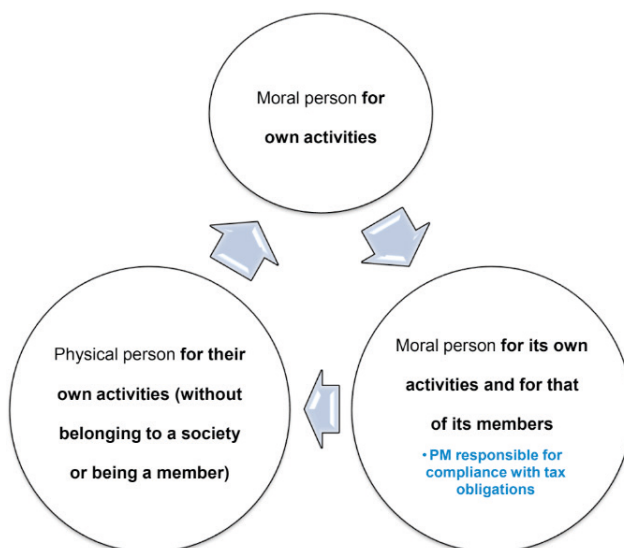 Moral person for
own activities
Physical person for their
own activities (without
belonging to a society
or being a member)
Moral person for its own
activities and for that
of its members
• PM responsible for
compliance with tax
obligations